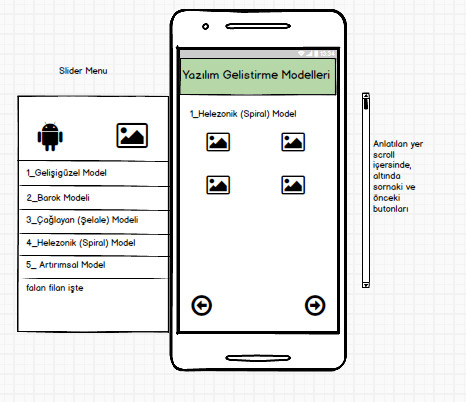 Slider Menu
1_Gelişigüzel Model
2_Barok Modeli
3_Çağlayan (Şelale) Modeli
4_Helezonik (Spiral) Model
5_ Artırımsal Model
falan filan işte
Yazılım Gelistirme Modelleri
1_Helezonik (Spiral) Model
Anlatılan yer
scroll
içersinde,
altında
sornaki ve
önceki
butonları